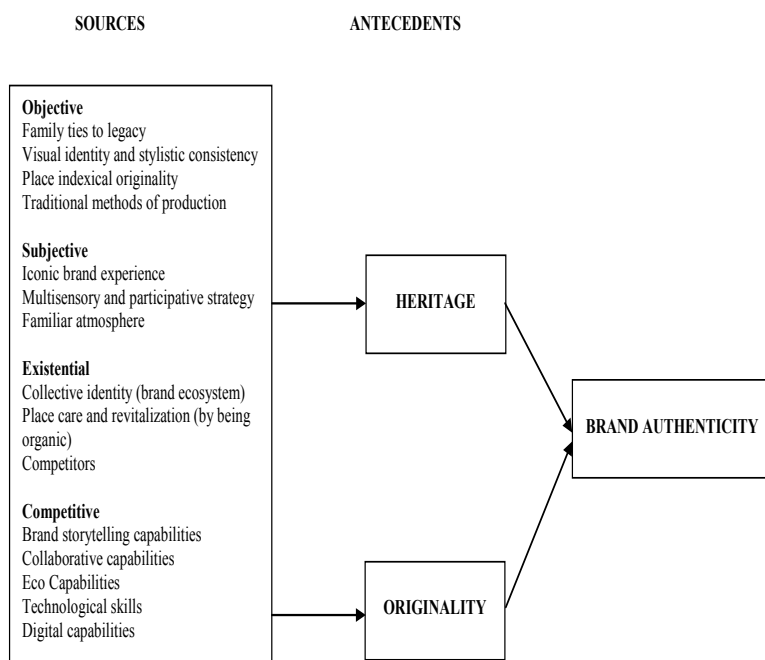 SOURCES
ANTECEDENTS
Objective
Family ties to legacy
Visual identity and stylistic consistency
Place indexical originality
Traditional methods of production
Subjective
Iconic brand experience
Multisensory and participative strategy
Familiar atmosphere
Existential
Collective identity (brand ecosystem)
Place care and revitalization (by being
organic)
Competitors
Competitive
Brand storytelling capabilities
Collaborative capabilities
Eco Capabilities
Technological skills
Digital capabilities
HERITAGE
ORIGINALITY
BRAND AUTHENTICITY